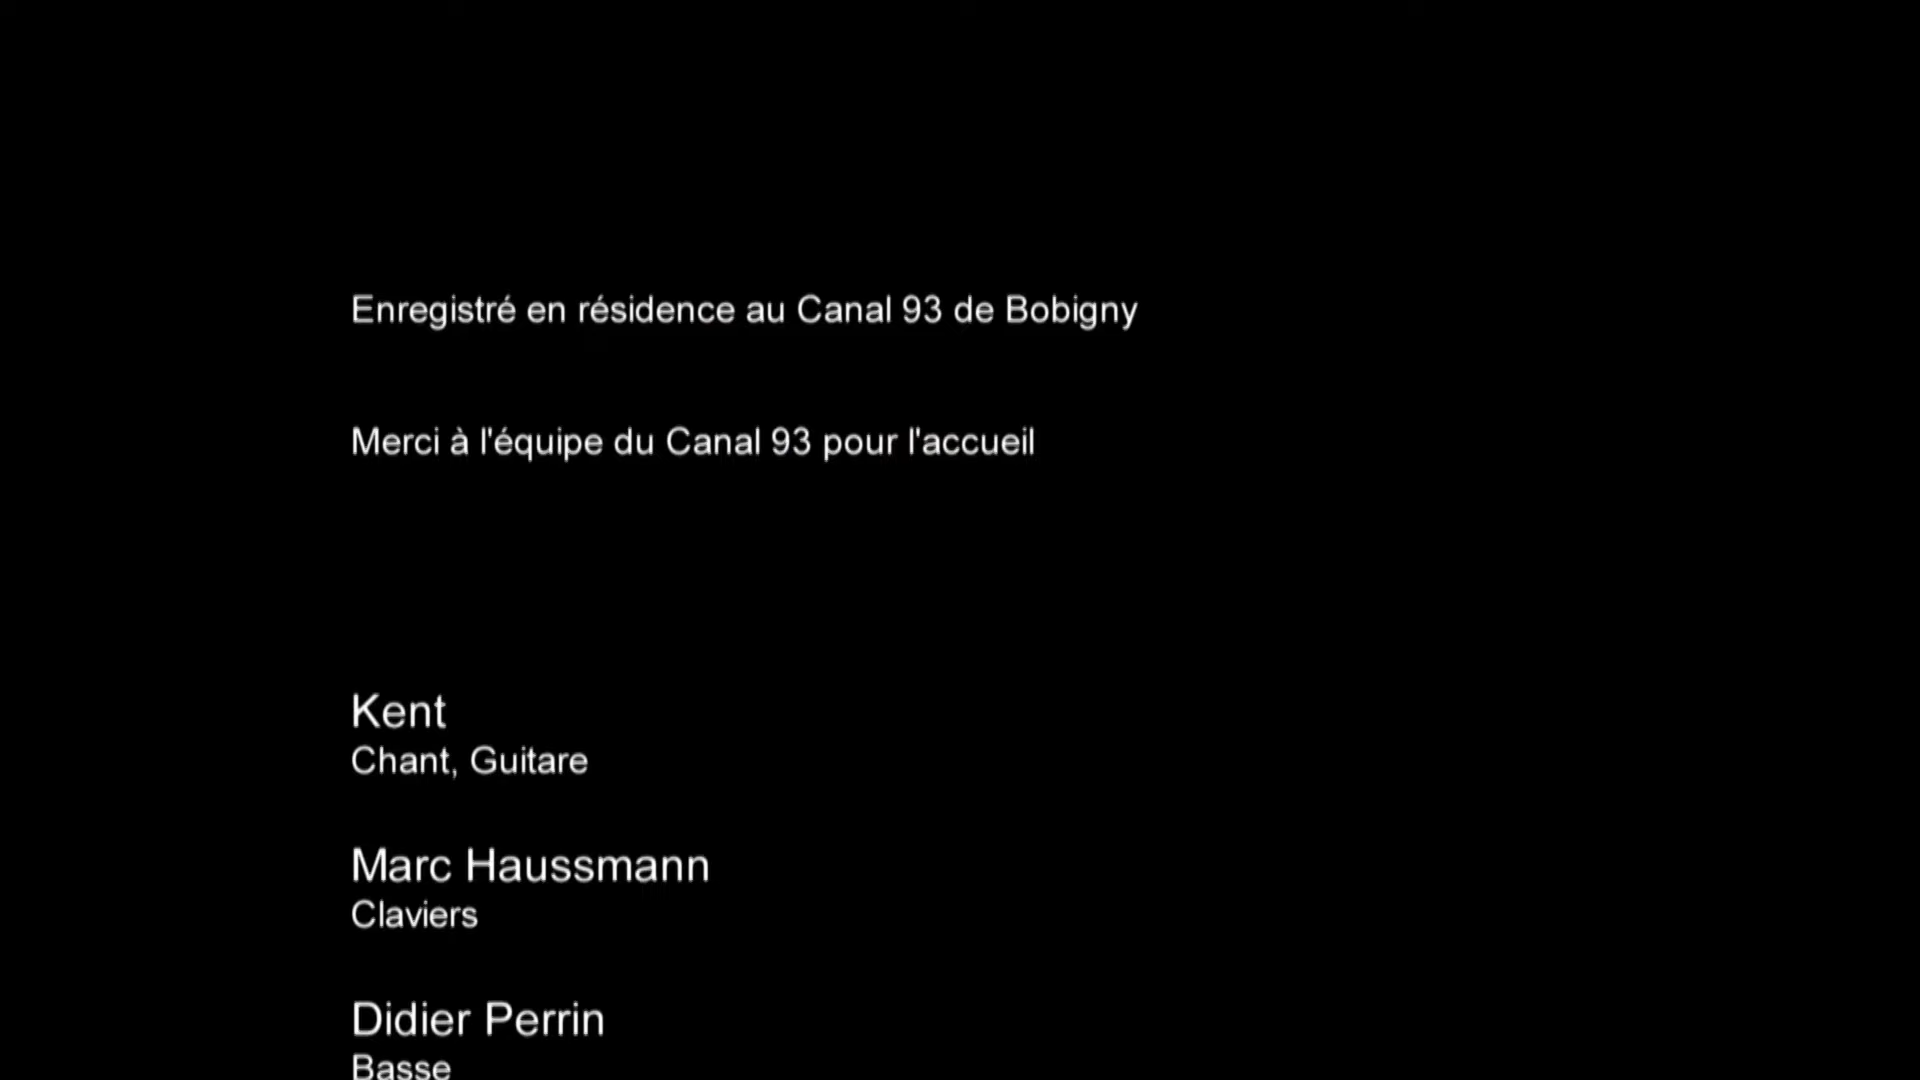 Enregistré en résidence au Canal 93 de Bobigny
Merci à l'équipe du Canal 93 pour l'accueil
Kent
Chant, Guitare
Marc Haussmann
Claviers
Didier Perrin
Basse